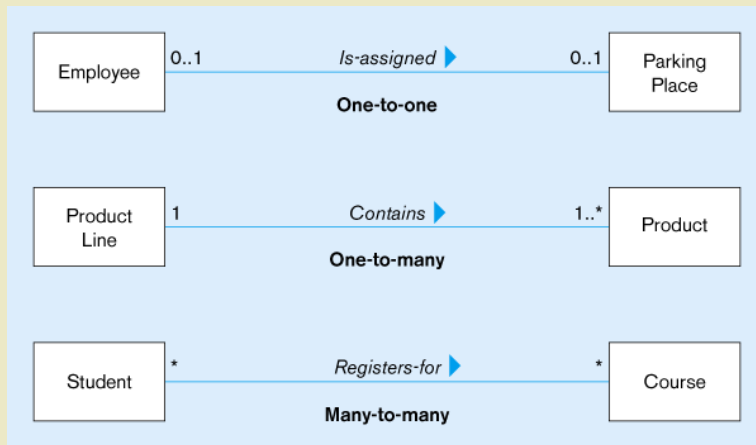 Employee
0..1
Is-assigned
0..1
Parking
Place
One-to-one
Product
Line
1
Contains
1..*
Product
One-to-many
Student
*
Registers-for
*
Course
Many-to-many